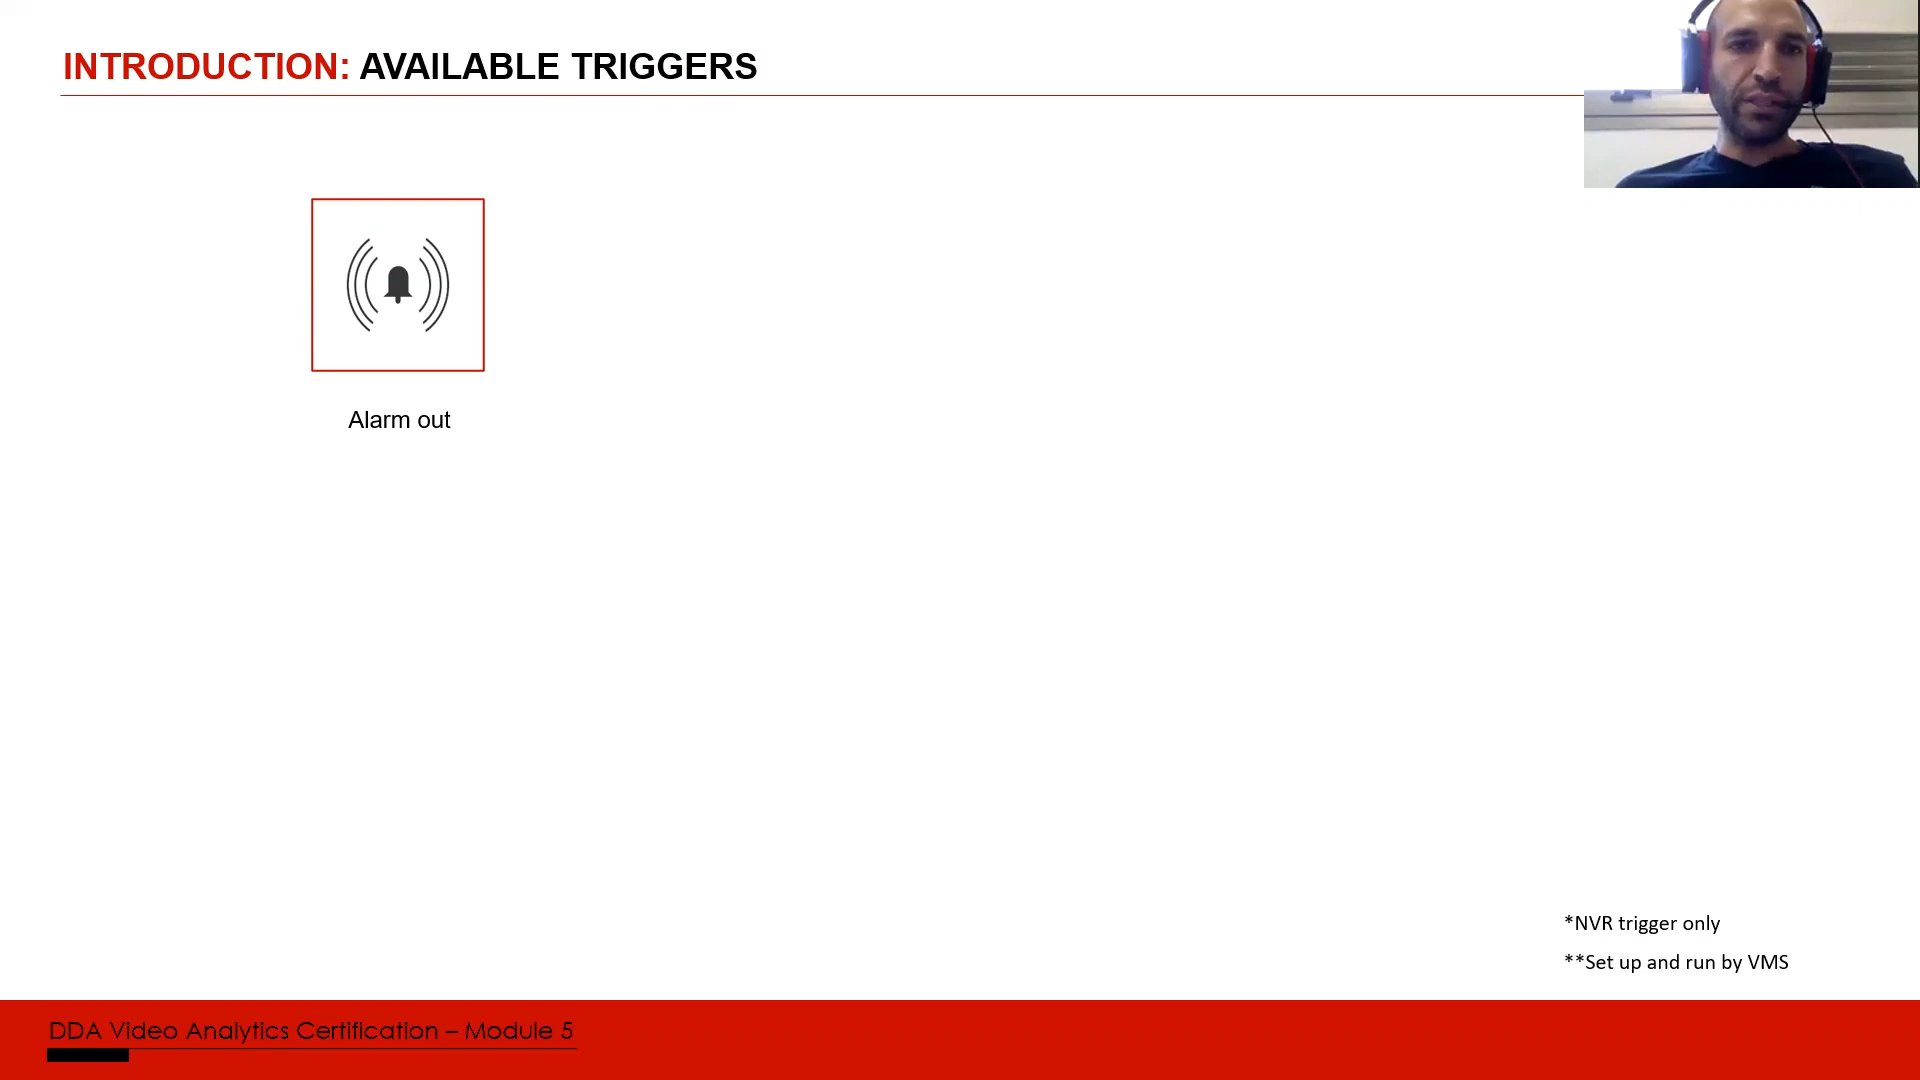 INTRODUCTION: AVAILABLE TRIGGERS
Alarm out
*NVR trigger only
**Set up and run by VMS
DDA Video Analytics Certification – Module 5